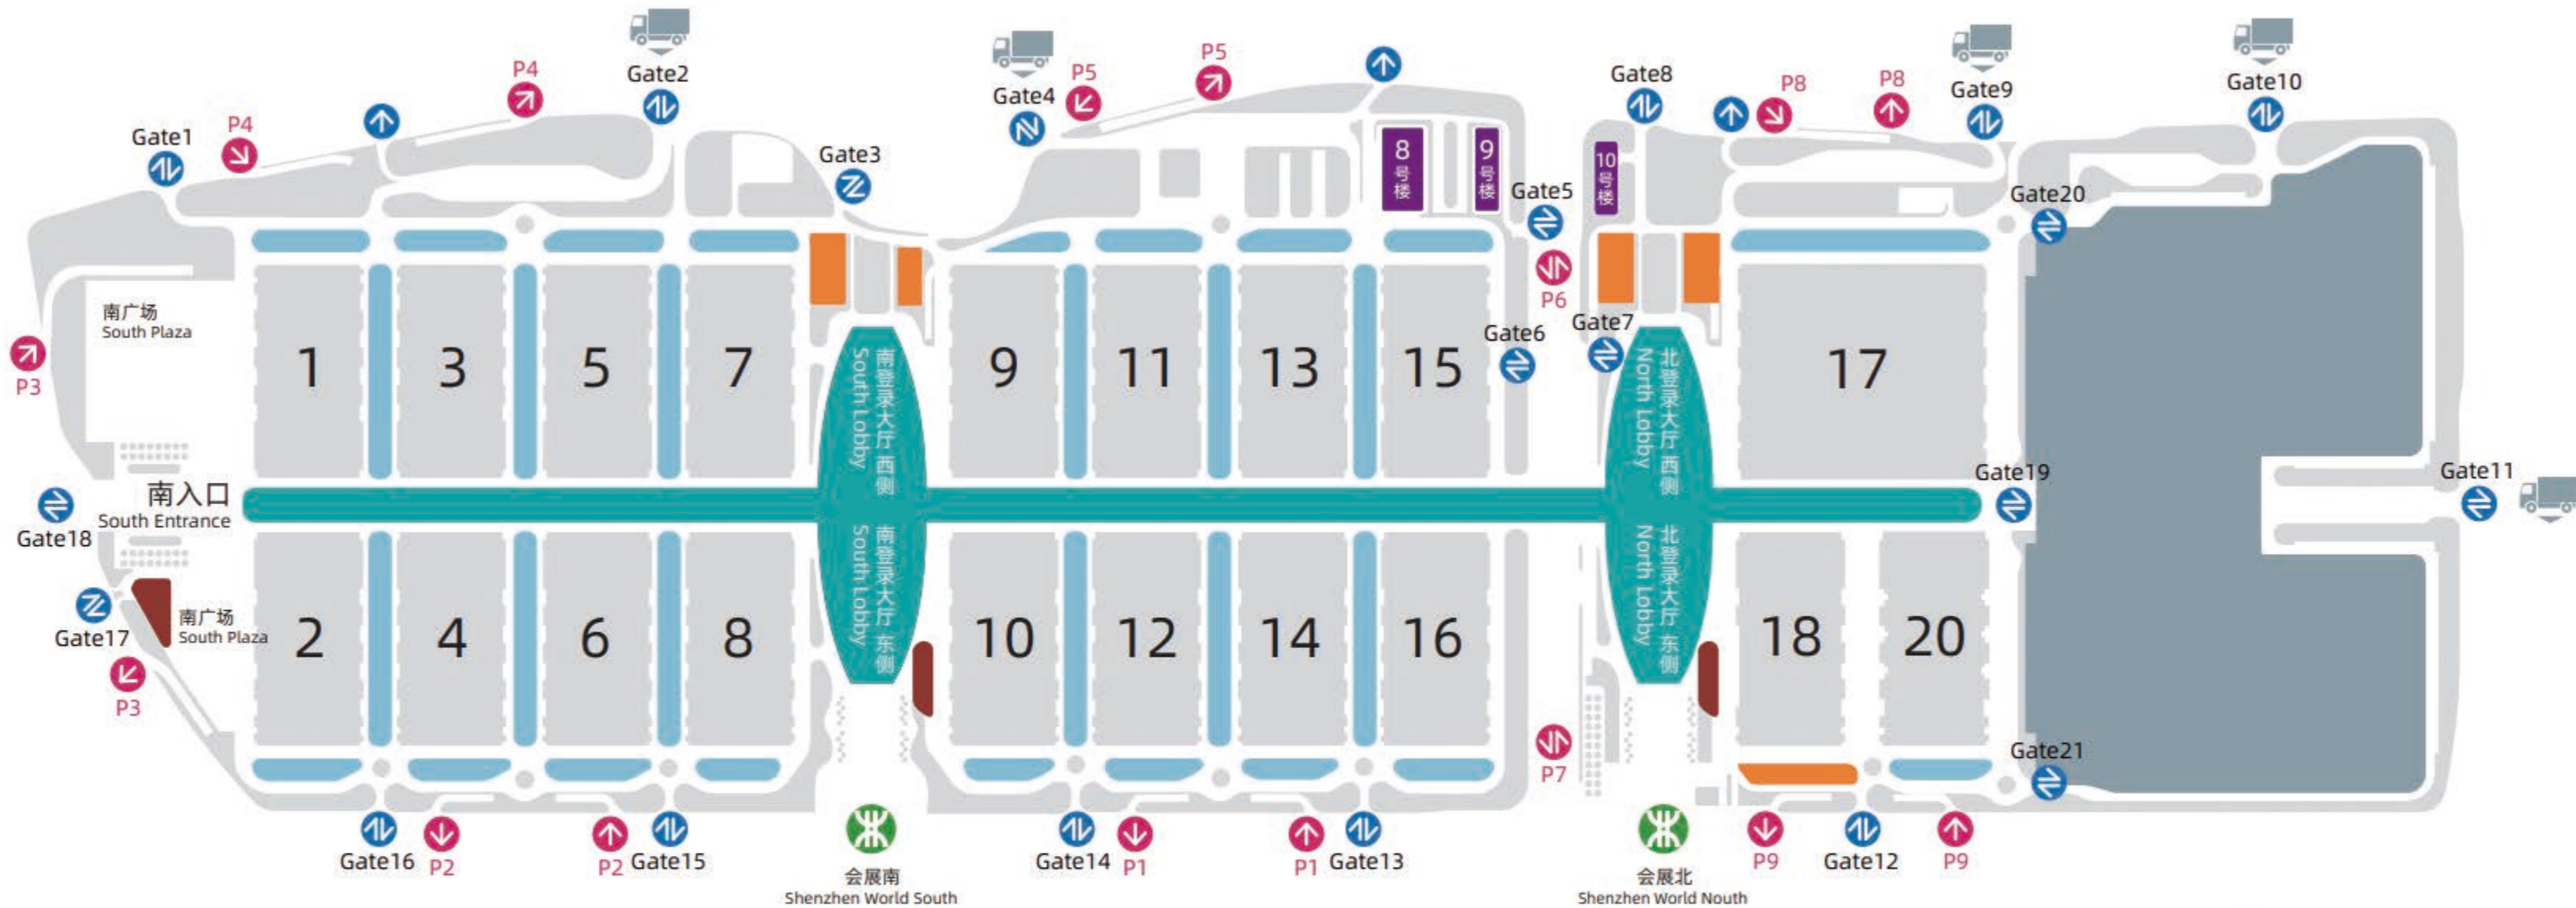 Gate1
P4
P4
Gate2
Gate3
Gate4
P5
P5
8号楼
9号楼
Gate5
P6
Gate6
Gate8
10号楼
P8
P8
Gate9
Gate10
Gate20
Gate7
南广场
South Plaza
P3
1
3
5
7
南登录大厅 西侧
South Lobby
9
11
13
15
北登录大厅 西侧
North Lobby
17
Gate19
Gate11
南入口
South Entrance
Gate18
Gate17
南广场
South Plaza
P3
2
4
6
8
南登录大厅 东侧
South Lobby
10
12
14
16
北登录大厅 东侧
North Lobby
18
20
P7
Gate21
Gate16
P2
P2
Gate15
会展南
Shenzhen World South
Gate14
P1
P1
Gate13
会展北
Shenzhen World Nouth
P9
Gate12
P9